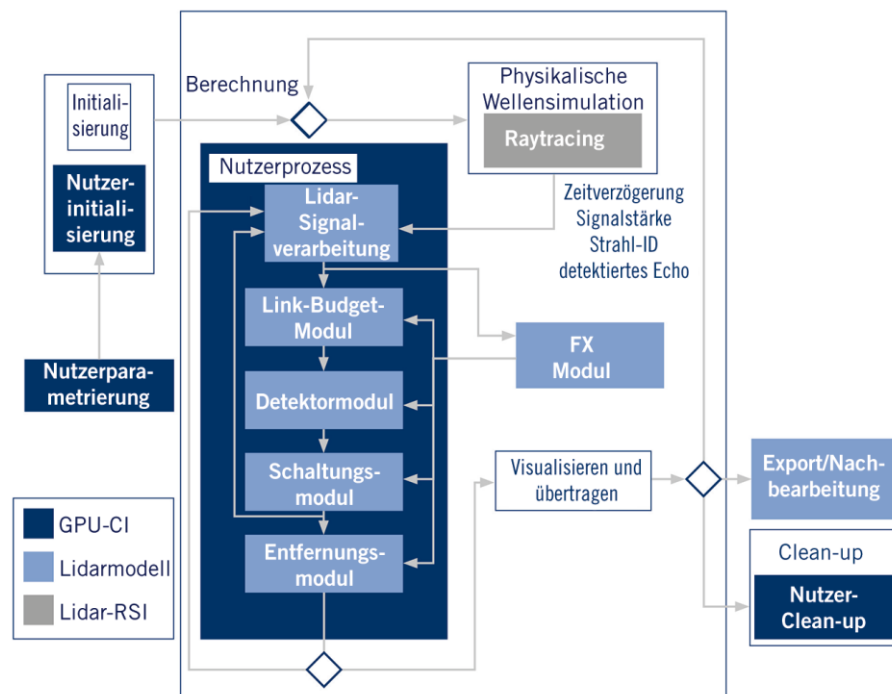 Berechnung
Physikalische
Wellensimulation
Raytracing
Initiali-
sierung
Nutzer-
initiali-
sierung
Nutzerprozess
Lidar-
Signal-
verarbeitung
Zeitverzögerung
Signalstärke
Strahl-ID
detektiertes Echo
Link-Budget-
Modul
FX
Modul
Nutzerpara-
metrierung
Detektormodul
Schaltungs-
modul
Visualisieren und
übertragen
Export/Nach-
bearbeitung
Entfernungs-
modul
GPU-CI
Lidarmodell
Lidar-RSI
Clean-up
Nutzer-
Clean-up